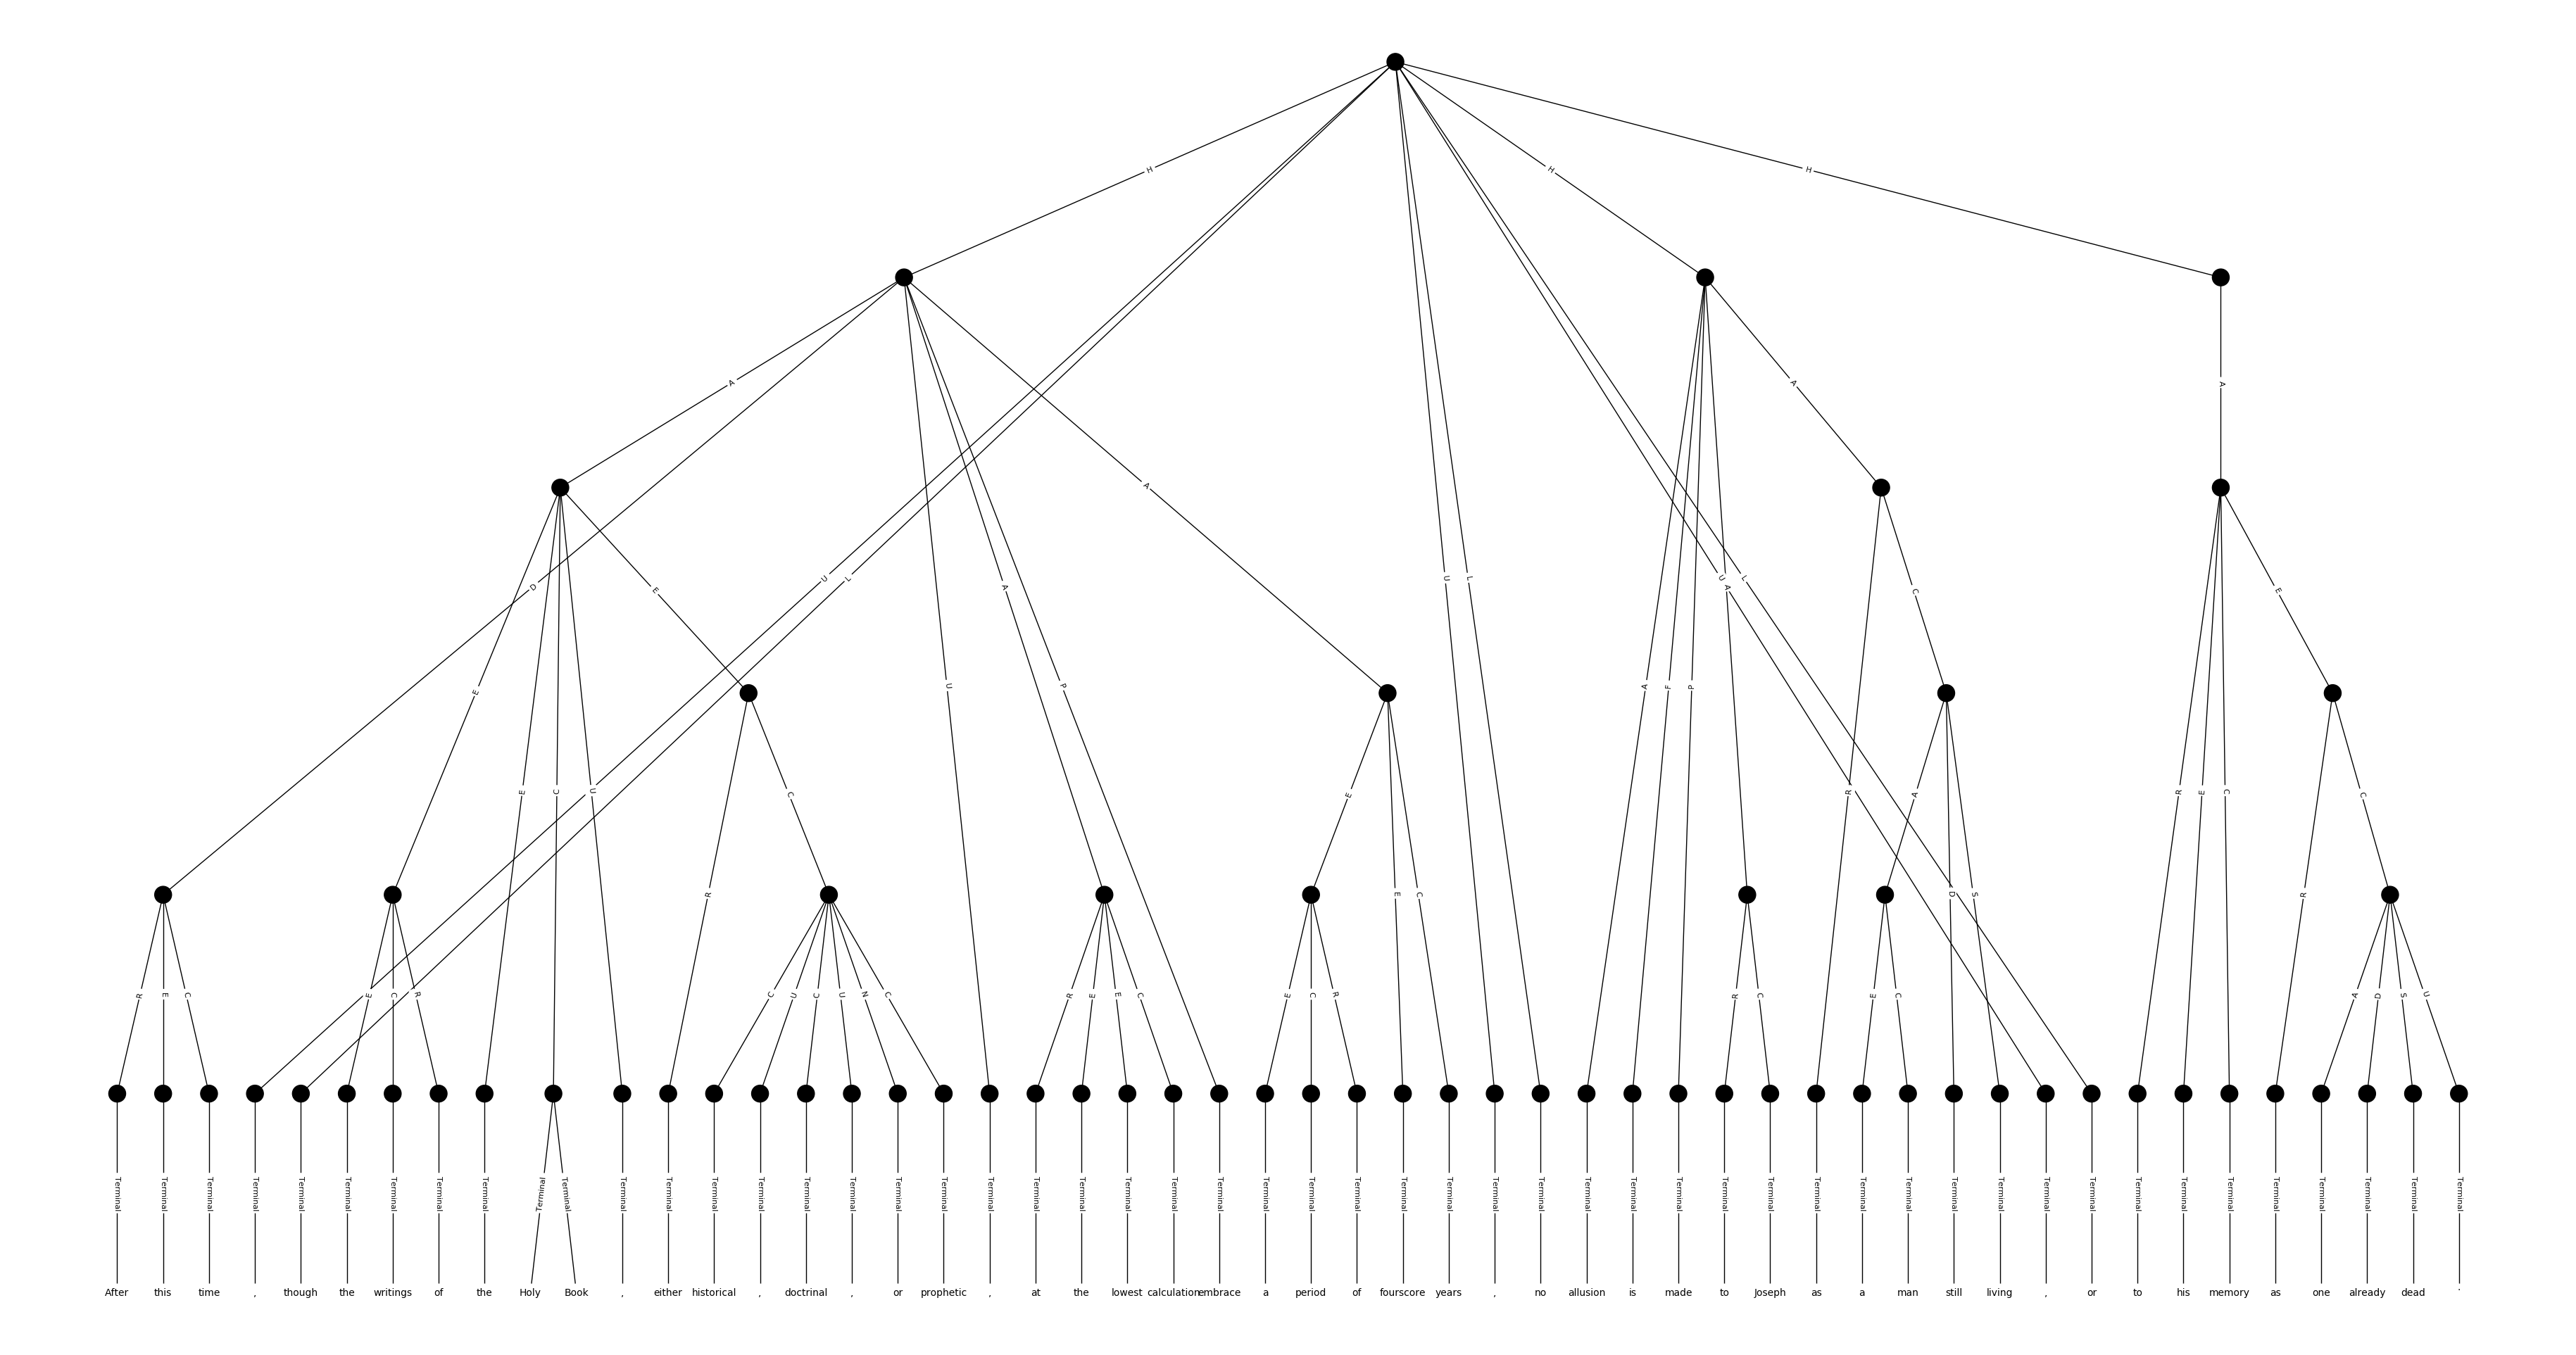 H H H
A A A
D E U L E A P A U L A F P U A L C E
E C U C U E R A R E C C
R E C E C R R C U C U N C R E E C E C R E C R C E C A D S R A D S U
Terminal Terminal Terminal Terminal Terminal Terminal Terminal Terminal Terminal Terminal Terminal Terminal Terminal Terminal Terminal Terminal Terminal Terminal Terminal Terminal Terminal Terminal Terminal Terminal Terminal Terminal Terminal Terminal Terminal Terminal Terminal Terminal Terminal Terminal Terminal Terminal Terminal Terminal Terminal Terminal Terminal Terminal Terminal Terminal Terminal Terminal Terminal Terminal Terminal Terminal Terminal Terminal
After this time , though the writings of the Holy Book , either historical , doctrinal , or prophetic , at the lowest calculation embrace a period of fourscore years , no allusion is made to Joseph as a man still living , or to his memory as one already dead .